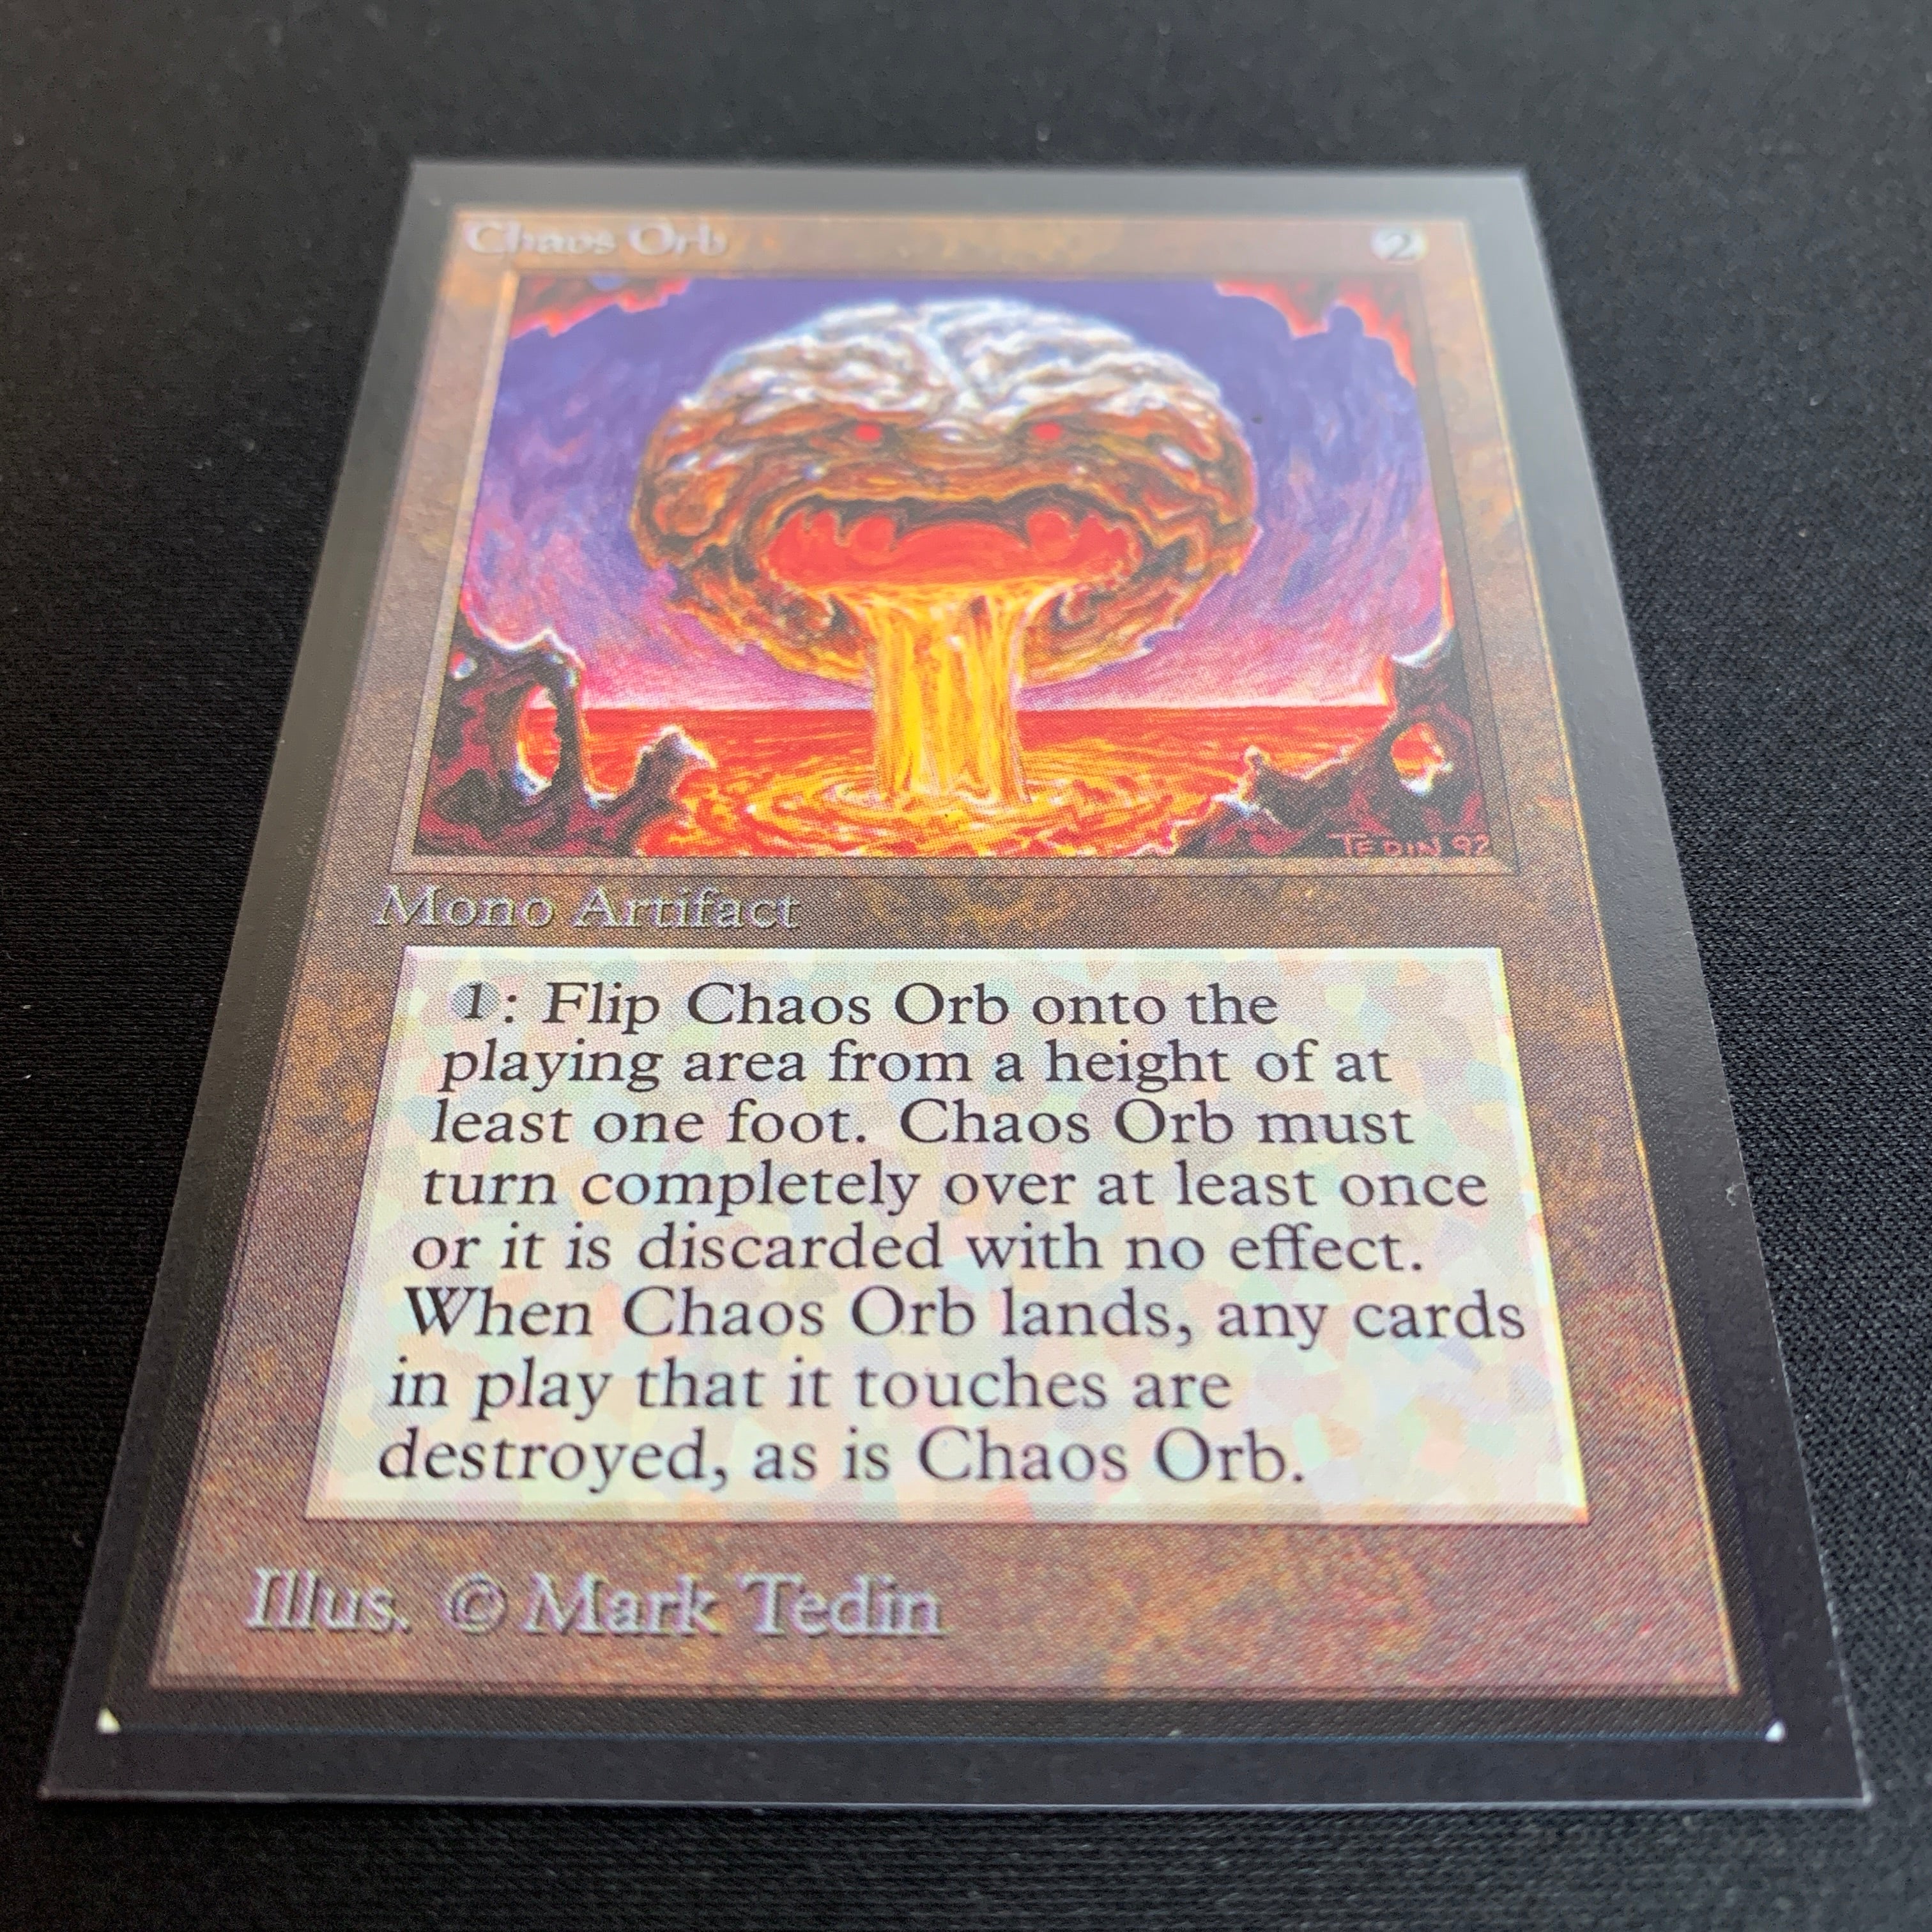 Chaos Orb 2
TEDIN 92
Mono Artifact
1: Flip Chaos Orb onto the
playing area from a height of at
least one foot. Chaos Orb must
turn completely over at least once
or it is discarded with no effect.
When Chaos Orb lands, any cards
in play that it touches are
destroyed, as is Chaos Orb.
Illus. © Mark Tedin